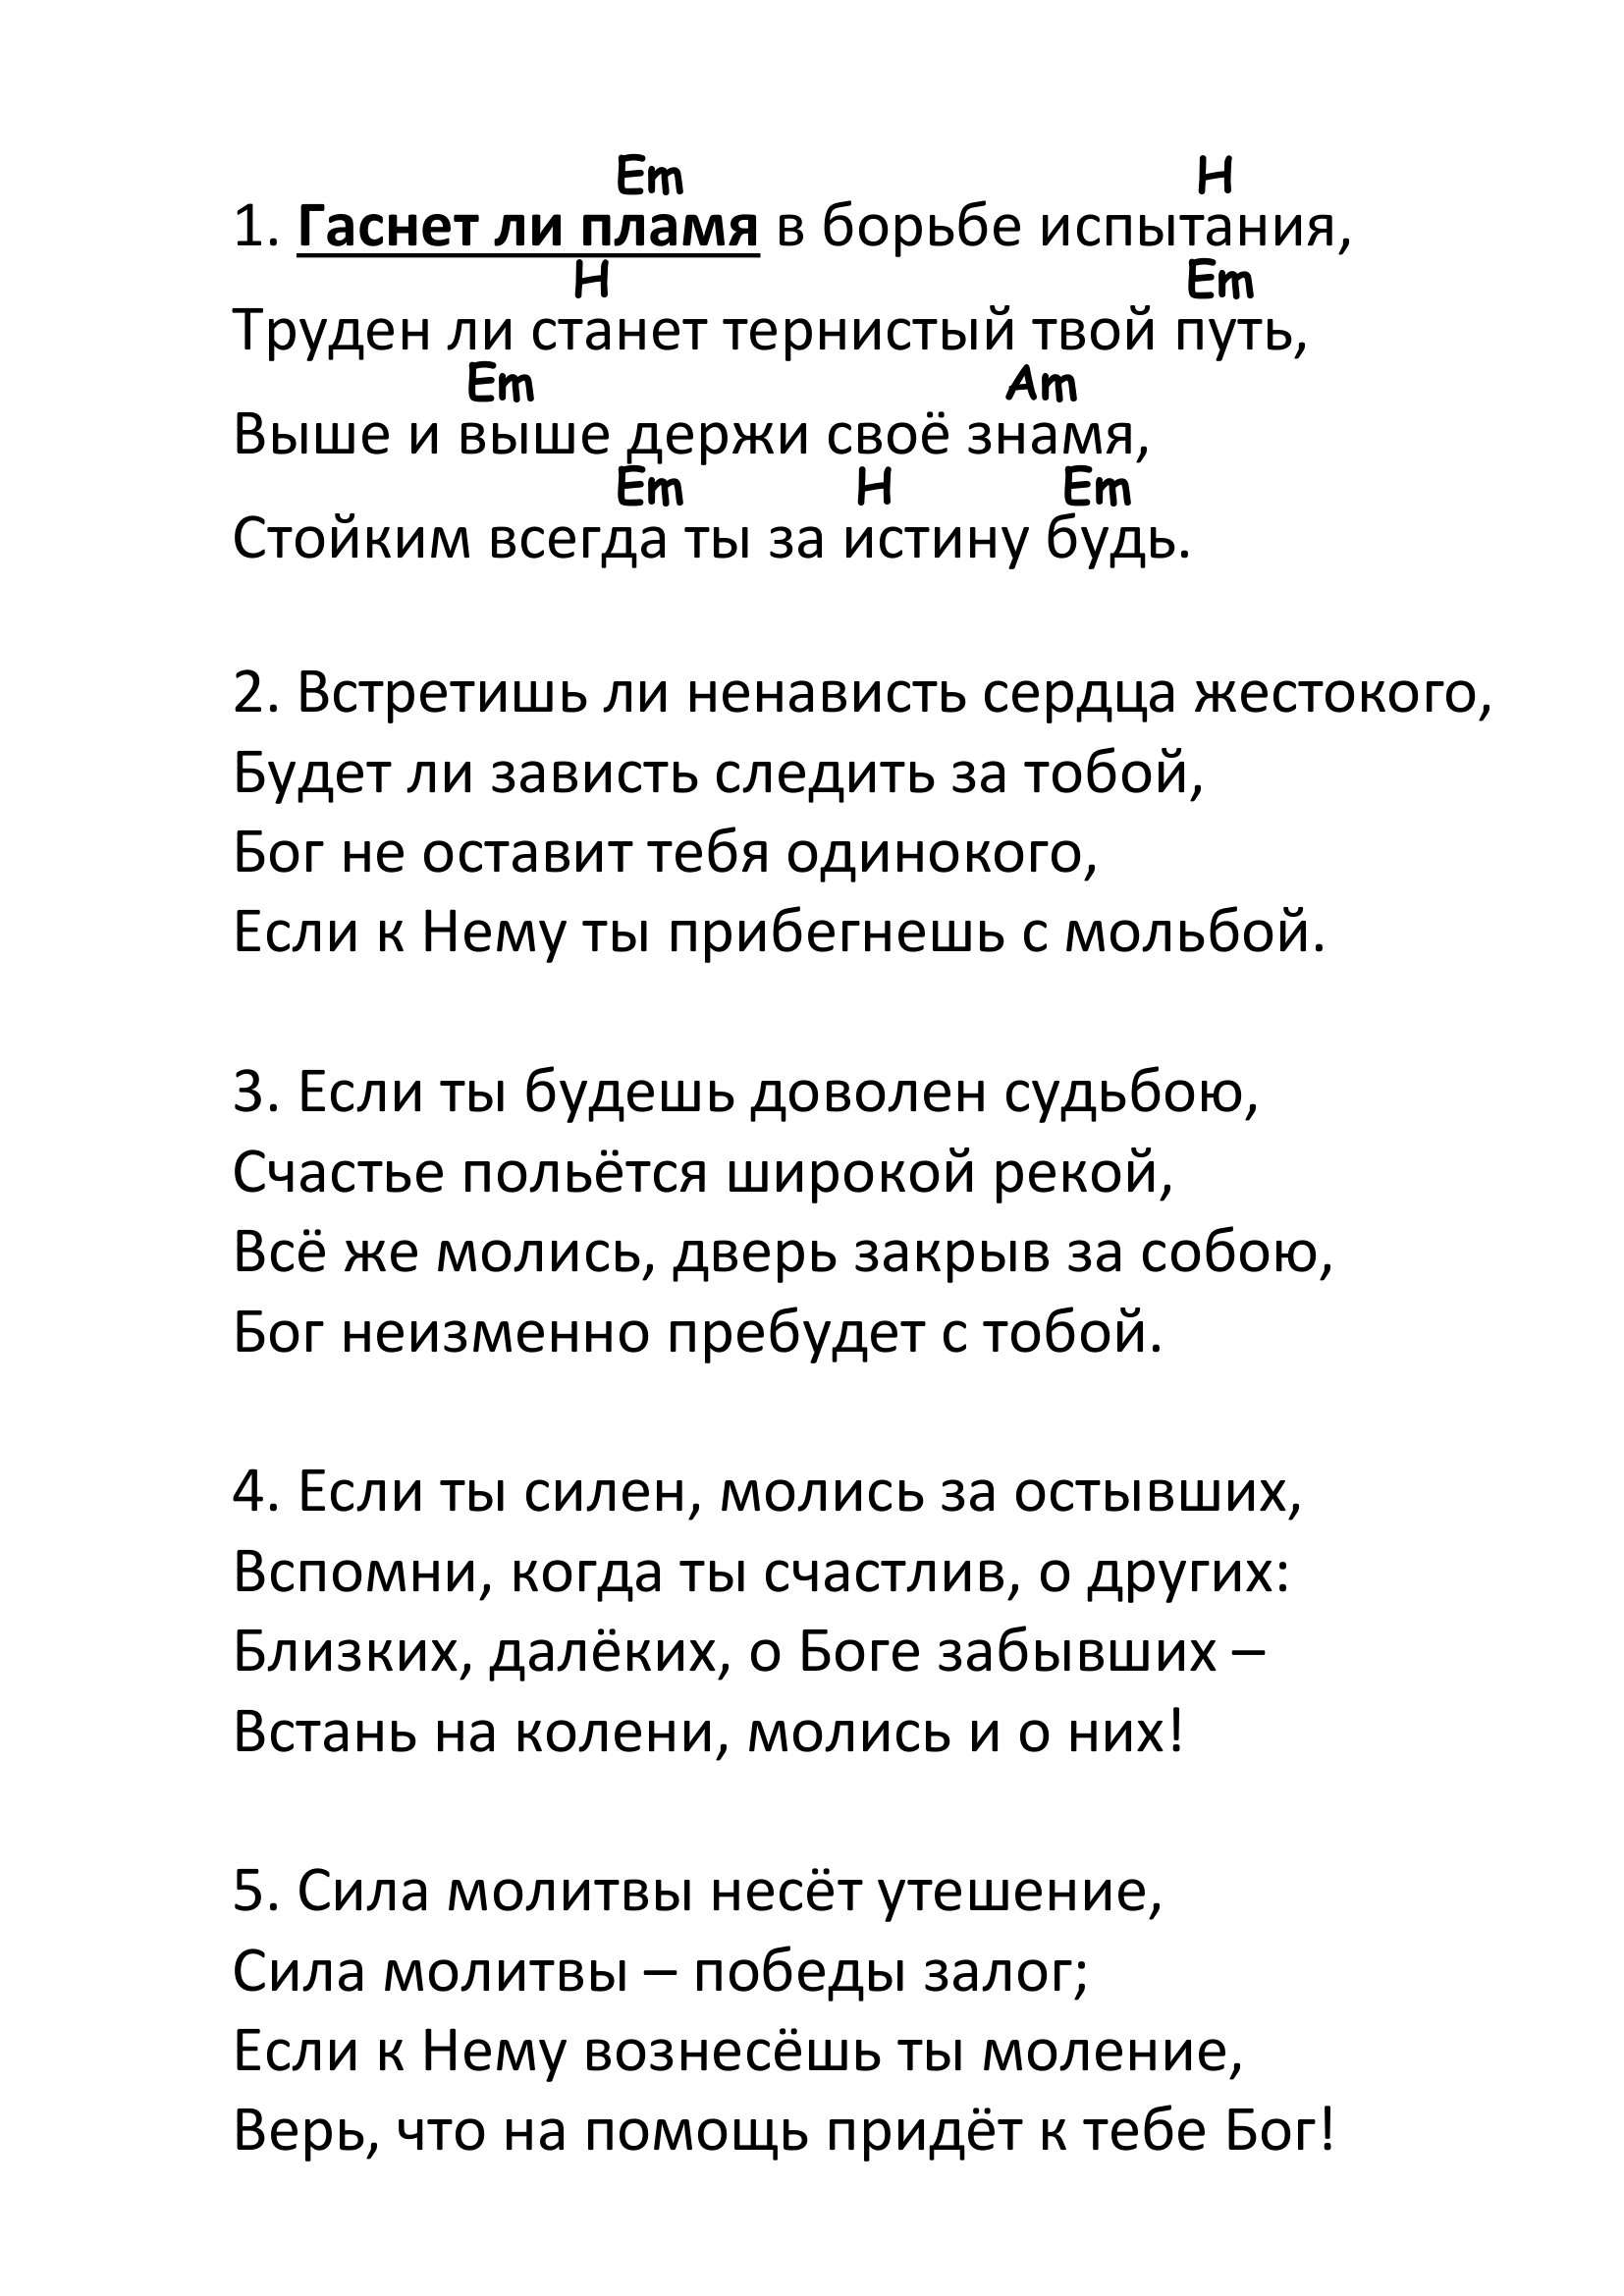 Em H
1. Гаснет ли пламя в борьбе испытания,
H Em
Труден ли станет тернистый твой путь,
Em Am
Выше и выше держи своё знамя,
Em H Em
Стойким всегда ты за истину будь.
2. Встретишь ли ненависть сердца жестокого,
Будет ли зависть следить за тобой,
Бог не оставит тебя одинокого,
Если к Нему ты прибегнешь с мольбой.
3. Если ты будешь доволен судьбою,
Счастье польётся широкой рекой,
Всё же молись, дверь закрыв за собою,
Бог неизменно пребудет с тобой.
4. Если ты силен, молись за остывших,
Вспомни, когда ты счастлив, о других:
Близких, далёких, о Боге забывших –
Встань на колени, молись и о них!
5. Сила молитвы несёт утешение,
Сила молитвы – победы залог;
Если к Нему вознесёшь ты моление,
Верь, что на помощь придёт к тебе Бог!